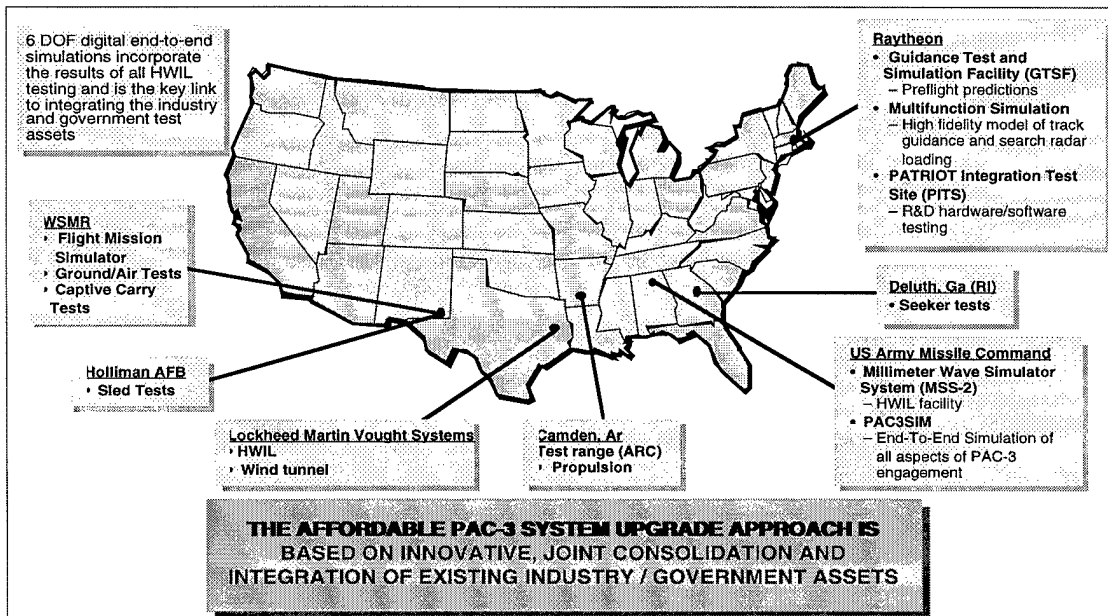 6 DOF digital end-to-end
simulations incorporate
the results of all HWIL
testing and is the key link
to integrating the industry
and government test
assets
WSMR
• Flight Mission
Simulator
• Ground/Air Tests
• Captive Carry
Tests
Holliman AFB
• Sled Tests
Lockheed Martin Vought Systems
• HWIL
• Wind tunnel
Camden, Ar
Test range (ARC)
• Propulsion
Raytheon
• Guidance Test and
Simulation Facility (GTSF)
– Preflight predictions
• Multifunction Simulation
– High fidelity model of track
guidance and search radar
loading
• PATRIOT Integration Test
Site (PITS)
– R&D hardware/software
testing
Deluth, Ga (RI)
• Seeker tests
US Army Missile Command
• Millimeter Wave Simulator
System (MSS-2)
– HWIL facility
• PAC3SIM
– End-To-End Simulation of
all aspects of PAC-3
engagement
THE AFFORDABLE PAC-3 SYSTEM UPGRADE APPROACH IS
BASED ON INNOVATIVE, JOINT CONSOLIDATION AND
INTEGRATION OF EXISTING INDUSTRY / GOVERNMENT ASSETS